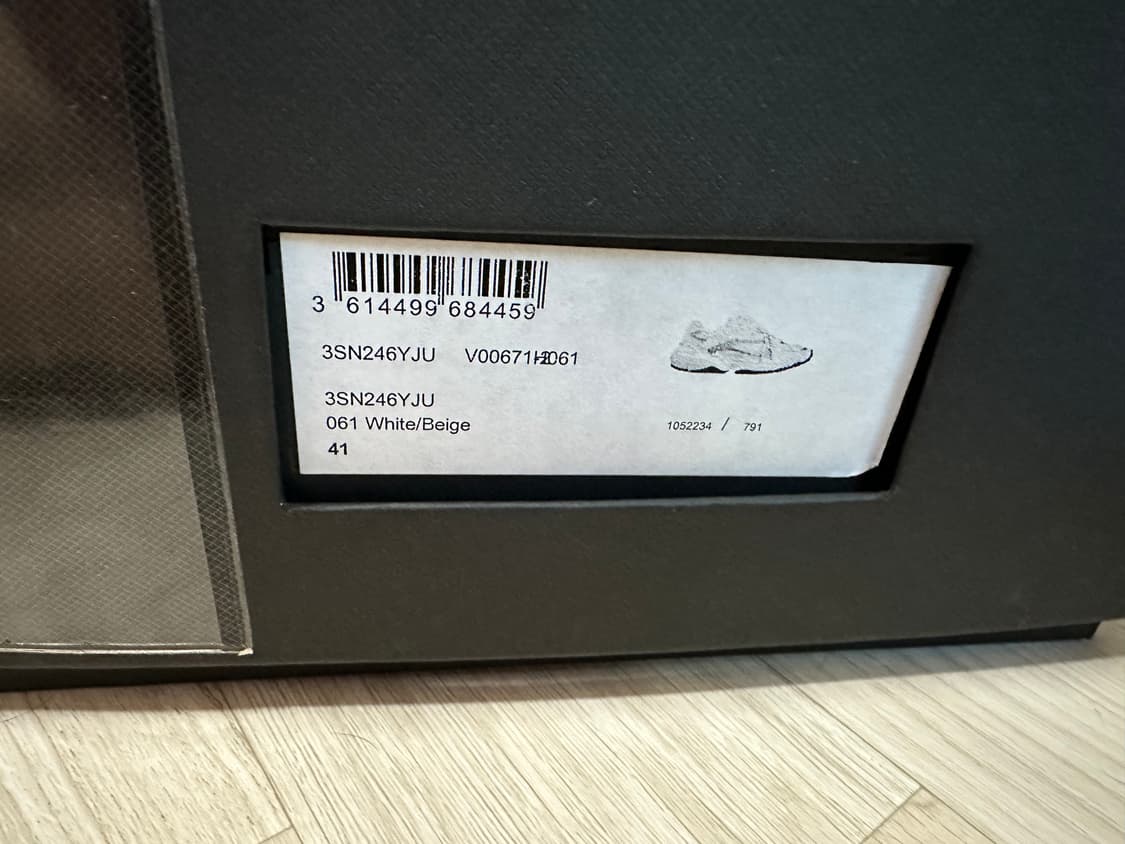 3 614499 684459
3SN246YJU
3SN246YJU
061 White/Beige
41
1052234 / 791